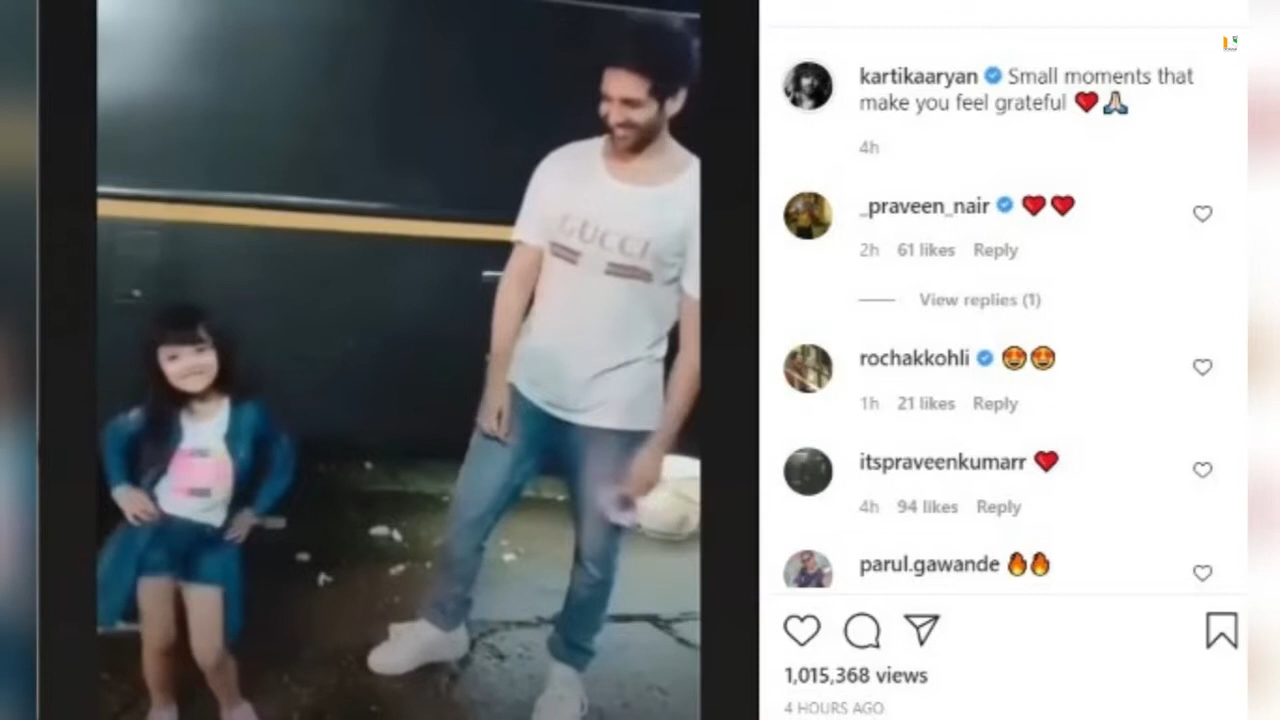 GUCCI
kartikaaryan Small moments that
make you feel grateful ❤️🙏🏻
4h
_praveen_nair ❤️❤️
2h 61 likes Reply
View replies (1)
rochakkohli 😍😍
1h 21 likes Reply
itspraveenkumarr ❤️
4h 94 likes Reply
parul.gawande 🔥🔥
1,015,368 views
4 HOURS AGO